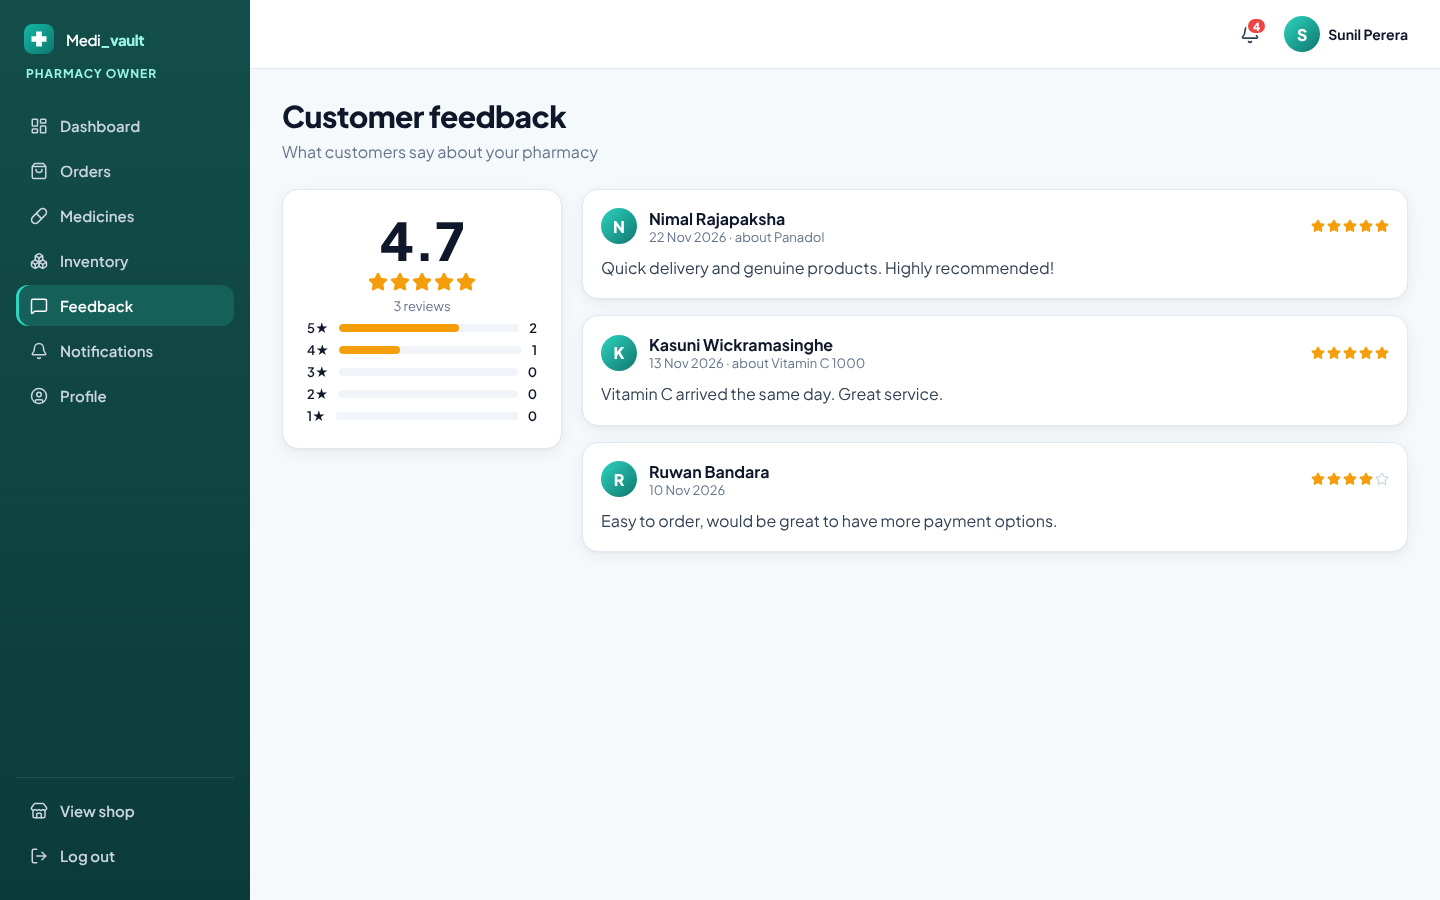 Medi_vault
PHARMACY OWNER
Dashboard
Orders
Medicines
Inventory
Feedback
Notifications
Profile
View shop
Log out
4
S
Sunil Perera
Customer feedback
What customers say about your pharmacy
4.7
3 reviews
5★ 2
4★ 1
3★ 0
2★ 0
1★ 0
N
Nimal Rajapaksha
22 Nov 2026 · about Panadol
Quick delivery and genuine products. Highly recommended!
K
Kasuni Wickramasinghe
13 Nov 2026 · about Vitamin C 1000
Vitamin C arrived the same day. Great service.
R
Ruwan Bandara
10 Nov 2026
Easy to order, would be great to have more payment options.